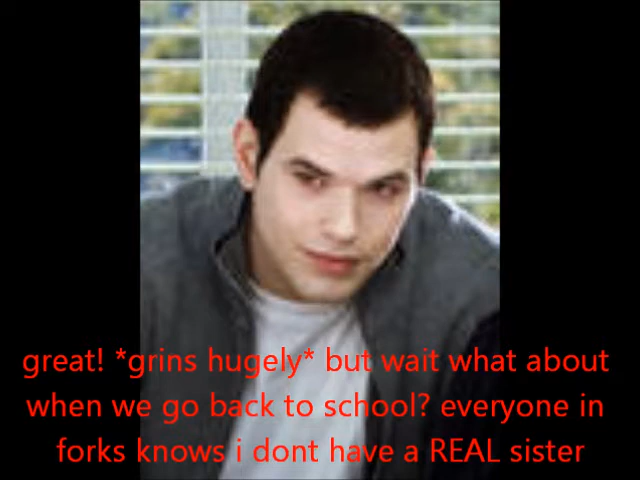 great! *grins hugely* but wait what about
when we go back to school? everyone in
forks knows i dont have a REAL sister